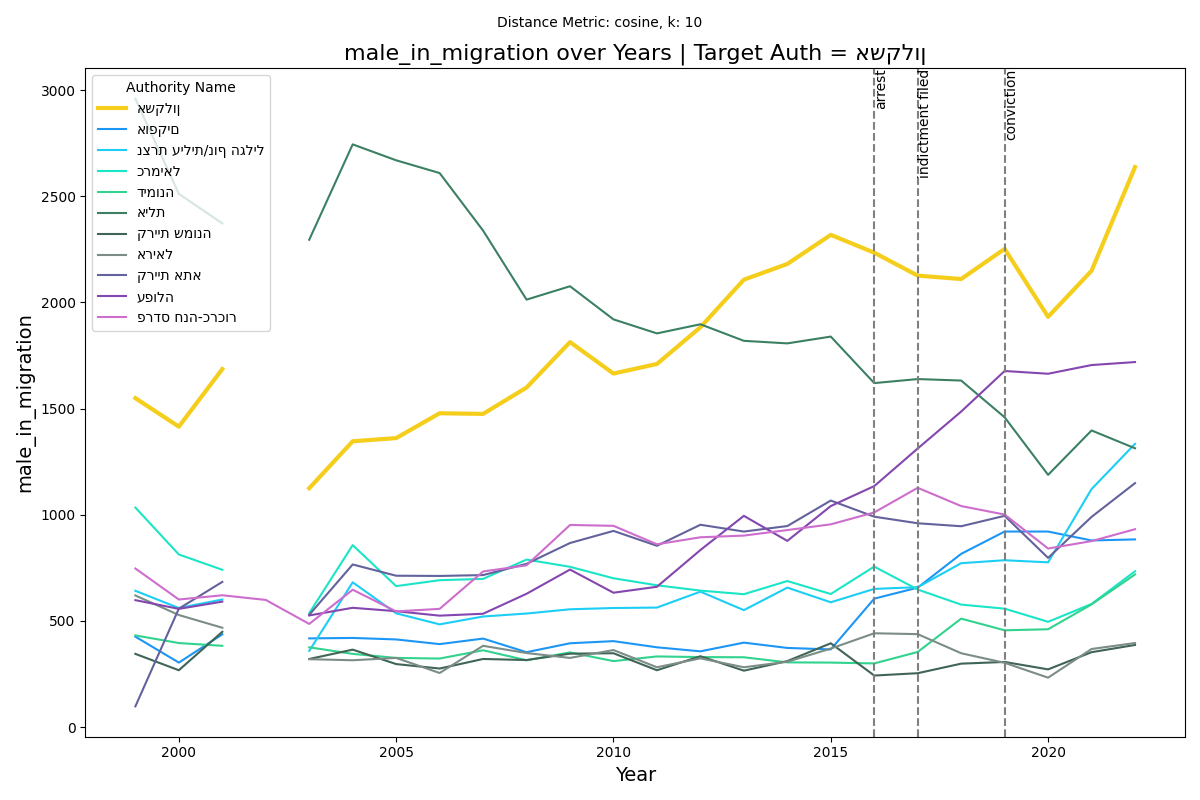 Distance Metric: cosine, k: 10
male_in_migration over Years | Target Auth = אשקלון
Authority Name
אשקלון
אופקים
נצרת עילית/נוף הגליל
כרמיאל
דימונה
אילת
קריית שמונה
אריאל
קריית אתא
עפולה
פרדס חנה-כרכור
arrest
indictment filed
conviction
male_in_migration
3000
2500
2000
1500
1000
500
0
2000
2005
2010
2015
2020
Year